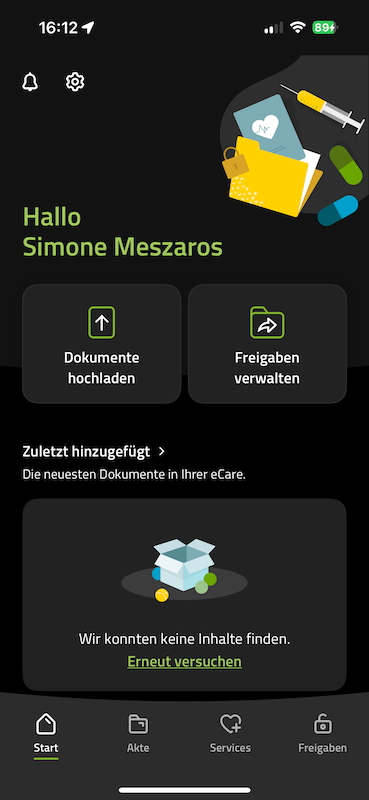 16:12
89
Hallo
Simone Meszaros
Dokumente
hochladen
Freigaben
verwalten
Zuletzt hinzugefügt
Die neuesten Dokumente in Ihrer eCare.
Wir konnten keine Inhalte finden.
Erneut versuchen
Start
Akte
Services
Freigaben